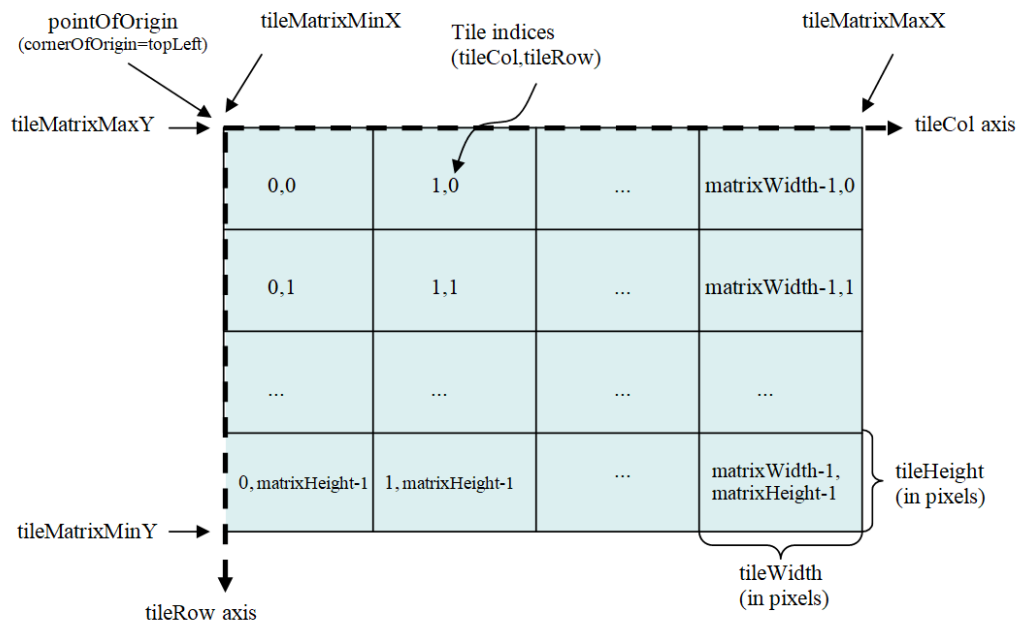 pointOfOrigin
(cornerOfOrigin=topLeft)
tileMatrixMinX
Tile indices
(tileCol,tileRow)
tileMatrixMaxX
tileMatrixMaxY
tileCol axis
0,0
1,0
...
matrixWidth-1,0
0,1
1,1
...
matrixWidth-1,1
...
...
...
...
0, matrixHeight-1
1, matrixHeight-1
...
matrixWidth-1,
matrixHeight-1
tileHeight
(in pixels)
tileMatrixMinY
tileWidth
(in pixels)
tileRow axis